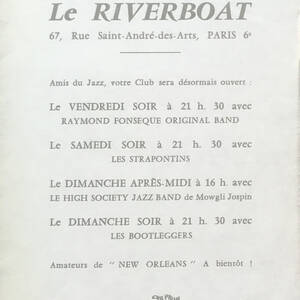 Le RIVERBOAT
67, Rue Saint-André-des-Arts, PARIS 6e
Amis du Jazz, votre Club sera désormais ouvert :
Le VENDREDI SOIR à 21 h. 30 avec
RAYMOND FONSEQUE ORIGINAL BAND
Le SAMEDI SOIR à 21 h. 30 avec
LES STRAPONTINS
Le DIMANCHE APRÈS-MIDI à 16 h. avec
LE HIGH SOCIETY JAZZ BAND de Mowgli Jospin
Le DIMANCHE SOIR à 21 h. 30 avec
LES BOOTLEGGERS
Amateurs de " NEW ORLEANS " A bientôt !